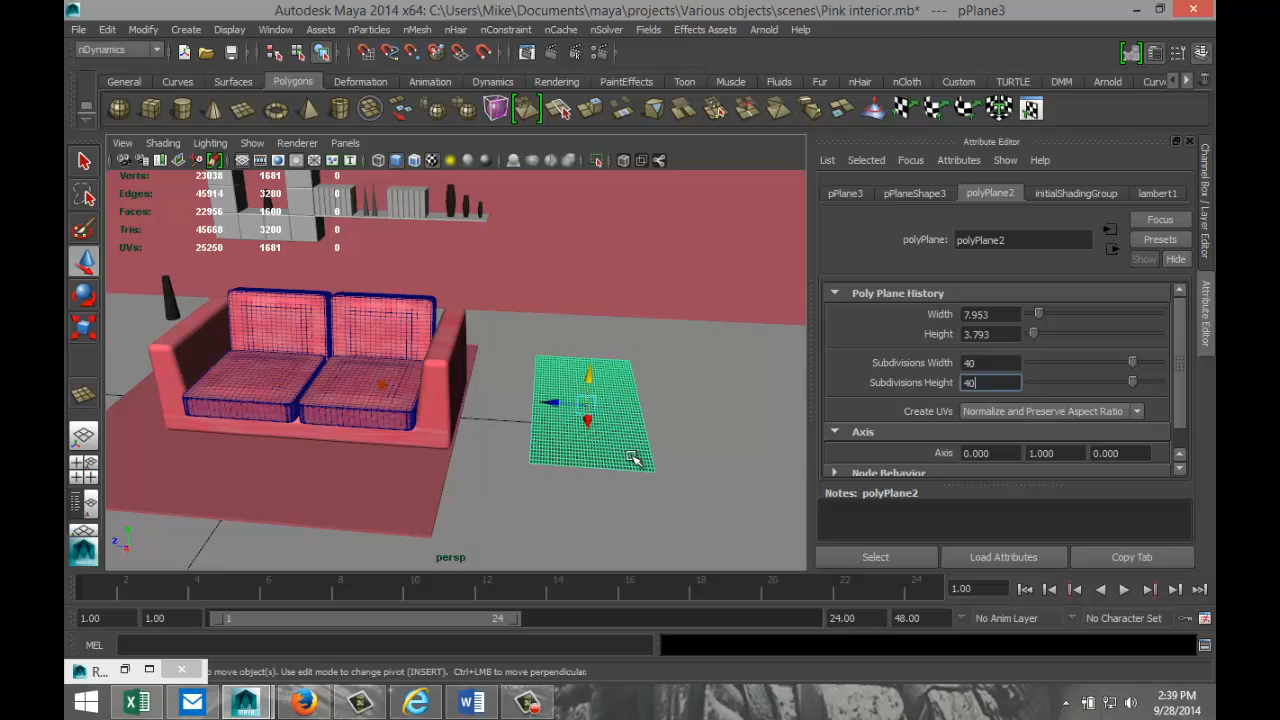 Autodesk Maya 2014 x64: C:\Users\Mike\Documents\maya\projects\Various objects\scenes\Pink interior.mb* --- pPlane3
File Edit Modify Create Display Window Assets nParticles nMesh nHair nConstraint nCache nSolver Fields Effects Assets Arnold Help
nDynamics
General Curves Surfaces Polygons Deformation Animation Dynamics Rendering PaintEffects Toon Muscle Fluids Fur nHair nCloth Custom TURTLE DMM Arnold Curv
View Shading Lighting Show Renderer Panels
Verts: 23038 1681 0
Edges: 45914 3280 0
Faces: 22956 1600 0
Tris: 45668 3200 0
UVs: 25250 1681 0
persp
Attribute Editor
List Selected Focus Attributes Show Help
pPlane3 pPlaneShape3 polyPlane2 initialShadingGroup lambert1
Focus
polyPlane: polyPlane2 Presets
Show Hide
Poly Plane History
Width 7.953
Height 3.793
Subdivisions Width 40
Subdivisions Height 40
Create UVs Normalize and Preserve Aspect Ratio
Axis
Axis 0.000 1.000 0.000
Node Behavior
Notes: polyPlane2
Select Load Attributes Copy Tab
Channel Box / Layer Editor
Attribute Editor
2 4 6 8 10 12 14 16 18 20 22 24 1.00
1.00 1.00 1 24 24.00 48.00 No Anim Layer No Character Set
MEL
R... to move object(s). Use edit mode to change pivot [INSERT]. Ctrl+LMB to move perpendicular.
2:39 PM
9/28/2014